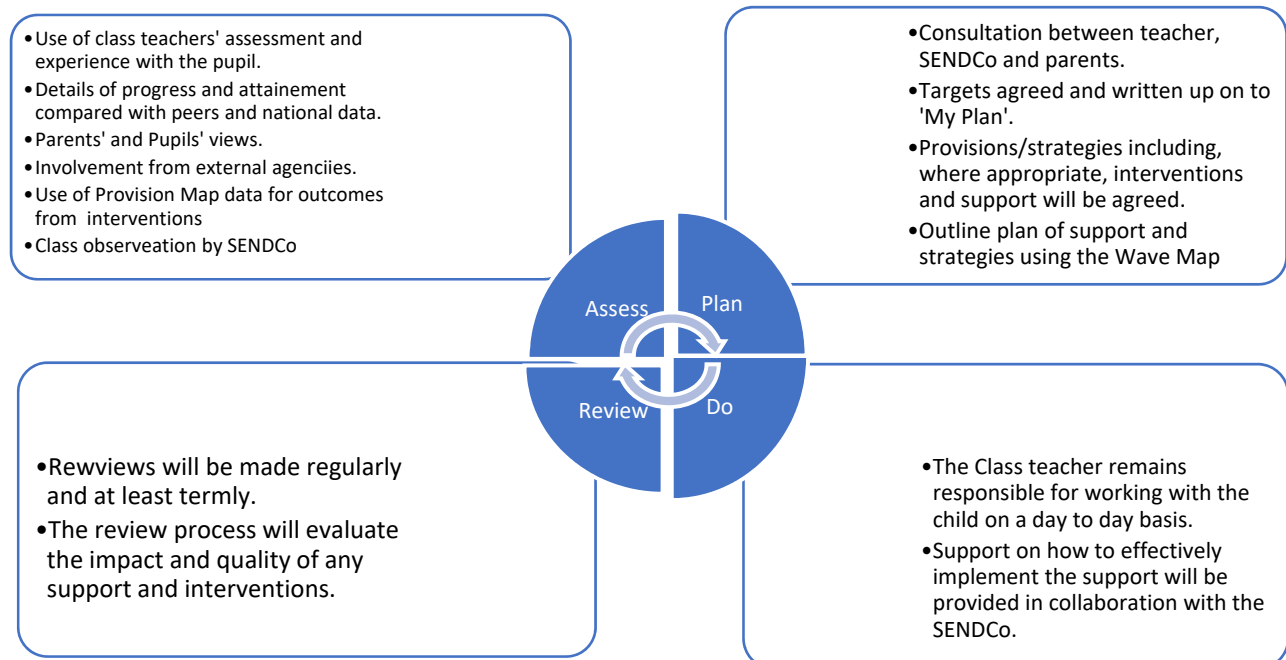 •Use of class teachers' assessment and
experience with the pupil.
•Details of progress and attainement
compared with peers and national data.
•Parents' and Pupils' views.
•Involvement from external agenciies.
•Use of Provision Map data for outcomes
from interventions
•Class observeation by SENDCo
•Consultation between teacher,
SENDCo and parents.
•Targets agreed and written up on to
'My Plan'.
•Provisions/strategies including,
where appropriate, interventions
and support will be agreed.
•Outline plan of support and
strategies using the Wave Map
Assess
Plan
Review
Do
•Rewviews will be made regularly
and at least termly.
•The review process will evaluate
the impact and quality of any
support and interventions.
•The Class teacher remains
responsible for working with the
child on a day to day basis.
•Support on how to effectively
implement the support will be
provided in collaboration with the
SENDCo.